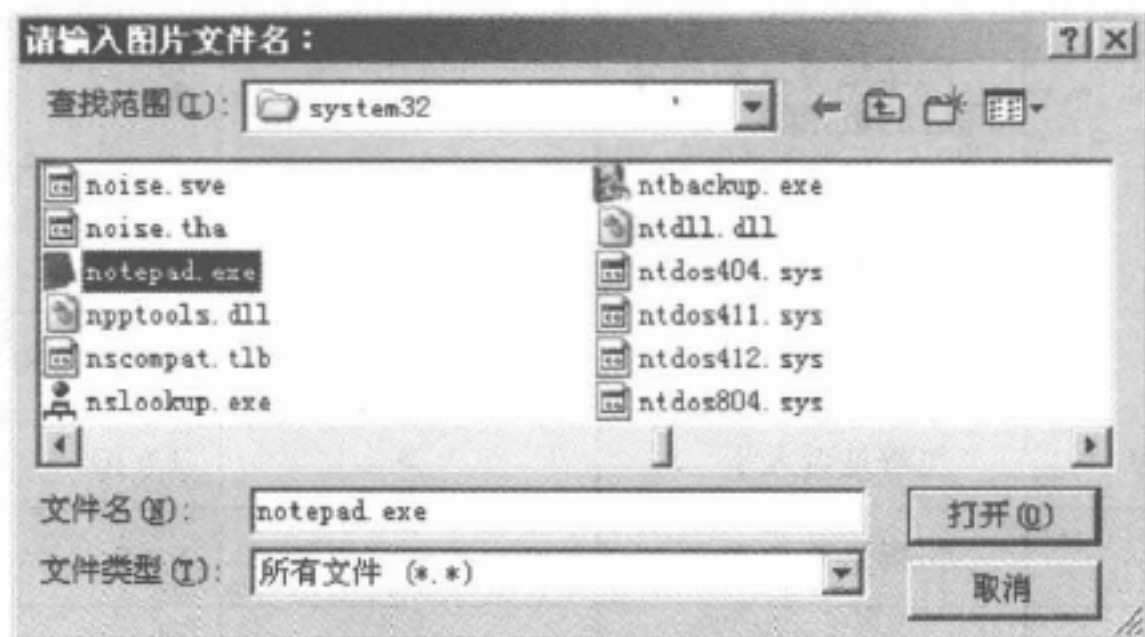 请输入图片文件名：
查找范围(I): system32
noise.sve
noise.tha
notepad.exe
npptools.dll
nscompat.tlb
nslookup.exe
ntbackup.exe
ntdll.dll
ntdos404.sys
ntdos411.sys
ntdos412.sys
ntdos804.sys
文件名(N): notepad.exe
打开(O)
文件类型(T): 所有文件 (*.*)
取消